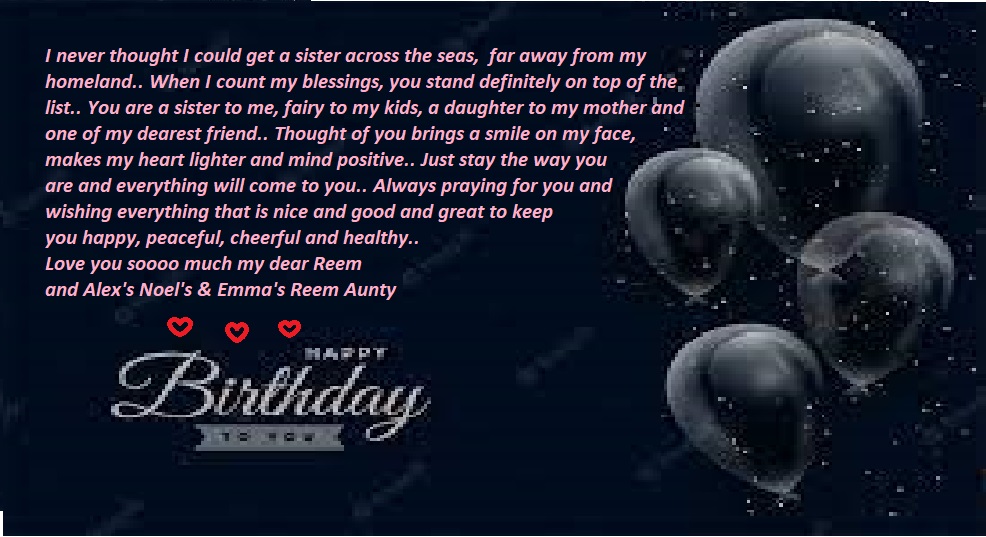 I never thought I could get a sister across the seas,  far away from my
homeland.. When I count my blessings, you stand definitely on top of the
list.. You are a sister to me, fairy to my kids, a daughter to my mother and
one of my dearest friend.. Thought of you brings a smile on my face,
makes my heart lighter and mind positive.. Just stay the way you
are and everything will come to you.. Always praying for you and
wishing everything that is nice and good and great to keep
you happy, peaceful, cheerful and healthy..
Love you soooo much my dear Reem
and Alex's Noel's & Emma's Reem Aunty
HAPPY
Birthday
TO YOU